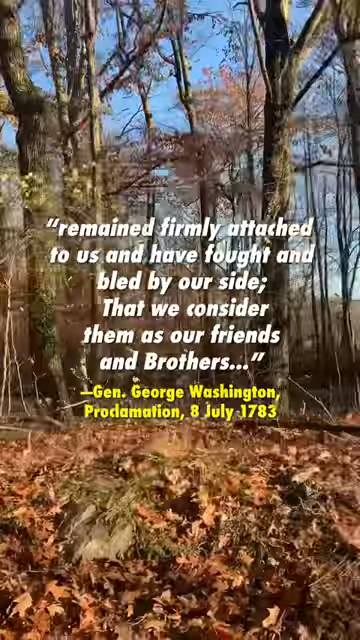 “remained firmly attached
to us and have fought and
bled by our side;
That we consider
them as our friends
and Brothers...”
—Gen. George Washington,
Proclamation, 8 July 1783